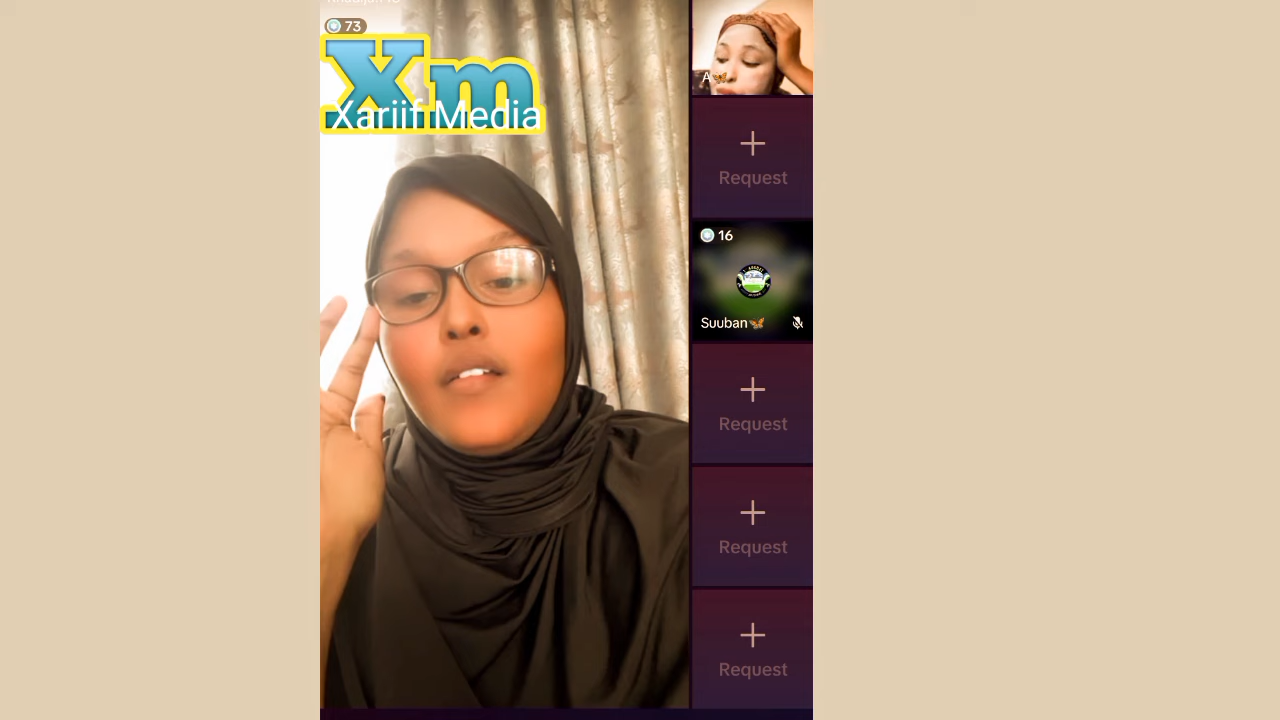 73
Xm
Xariif Media
A
Request
16
Suuban
Request
Request
Request